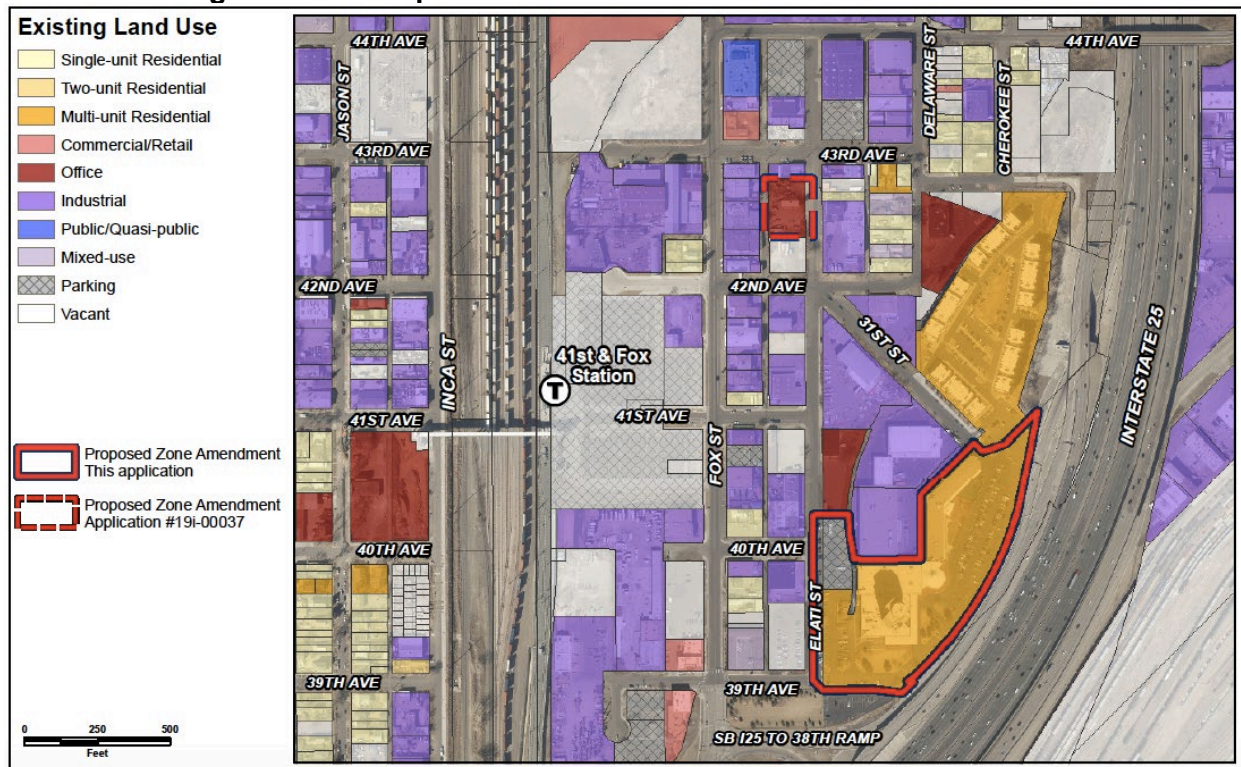 Existing Land Use
Single-unit Residential
Two-unit Residential
Multi-unit Residential
Commercial/Retail
Office
Industrial
Public/Quasi-public
Mixed-use
Parking
Vacant
Proposed Zone Amendment
This application
Proposed Zone Amendment
Application #19i-00037
0 250 500
Feet
44TH AVE
44TH AVE
JASON ST
DELAWARE ST
CHEROKEE ST
43RD AVE
43RD AVE
42ND AVE
42ND AVE
31ST ST
INTERSTATE 25
INCA ST
41st & Fox
Station
T
41ST AVE
41ST AVE
FOX ST
40TH AVE
40TH AVE
ELATI ST
39TH AVE
39TH AVE
SB I25 TO 38TH RAMP